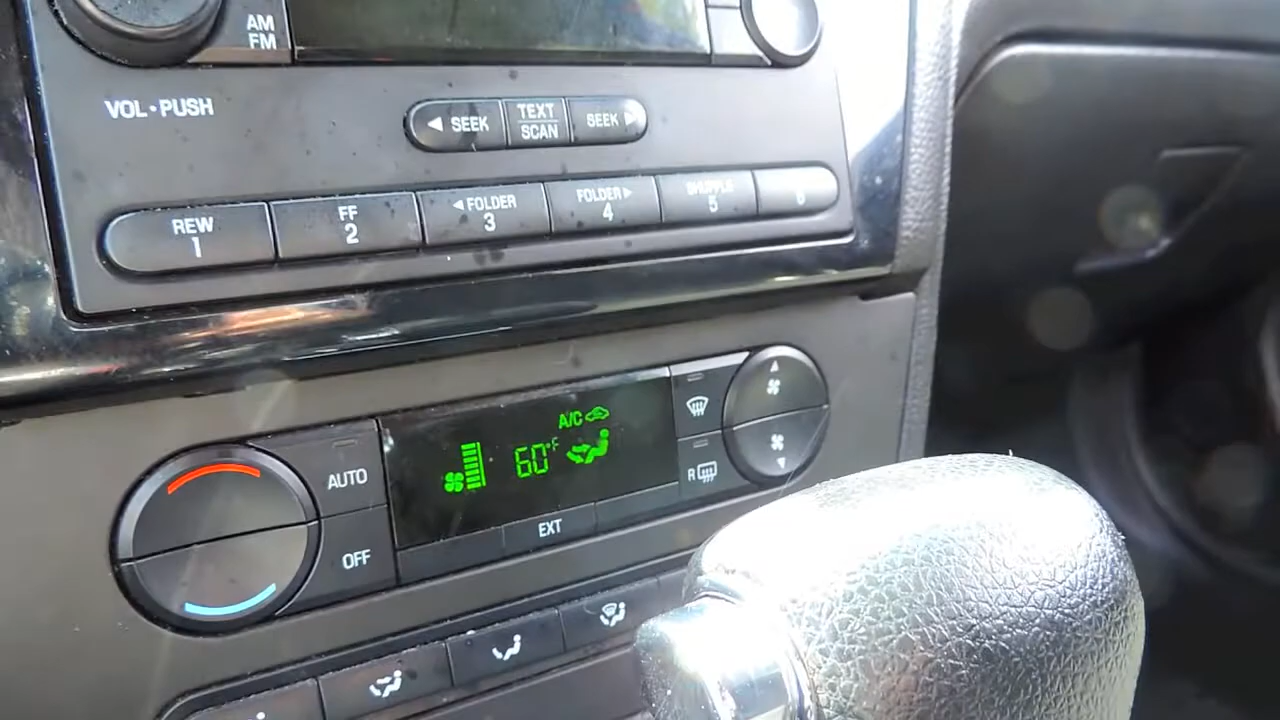 AM
FM
VOL•PUSH
◀ SEEK
TEXT
SCAN
SEEK ▶
REW
1
FF
2
◀FOLDER
3
FOLDER▶
4
SHUFFLE
5
6
AUTO
OFF
A/C
60°F
EXT
R